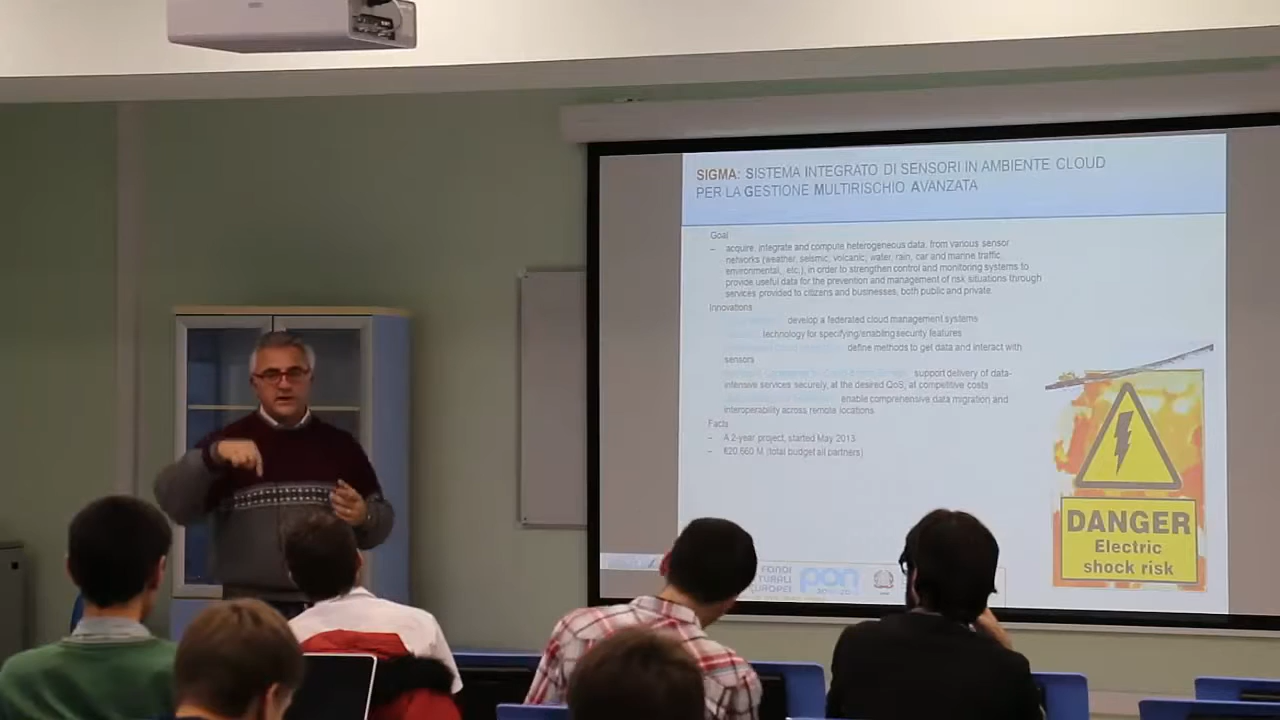 SIGMA: SISTEMA INTEGRATO DI SENSORI IN AMBIENTE CLOUD
PER LA GESTIONE MULTIRISCHIO AVANZATA
Goal
– acquire, integrate and compute heterogeneous data, from various sensor
networks (weather, seismic, volcanic, water, rain, car and marine traffic,
environmental, etc.), in order to strengthen control and monitoring systems to
provide useful data for the prevention and management of risk situations through
services provided to citizens and businesses, both public and private.
Innovations
develop a federated cloud management systems
technology for specifying/enabling security features
define methods to get data and interact with
sensors
support delivery of data-
intensive services securely, at the desired QoS, at competitive costs
enable comprehensive data migration and
interoperability across remote locations
Facts
– A 2-year project, started May 2013
– €20,660 M (total budget all partners)
DANGER
Electric
shock risk
FONDI
TURALI
EUROPEI
pon